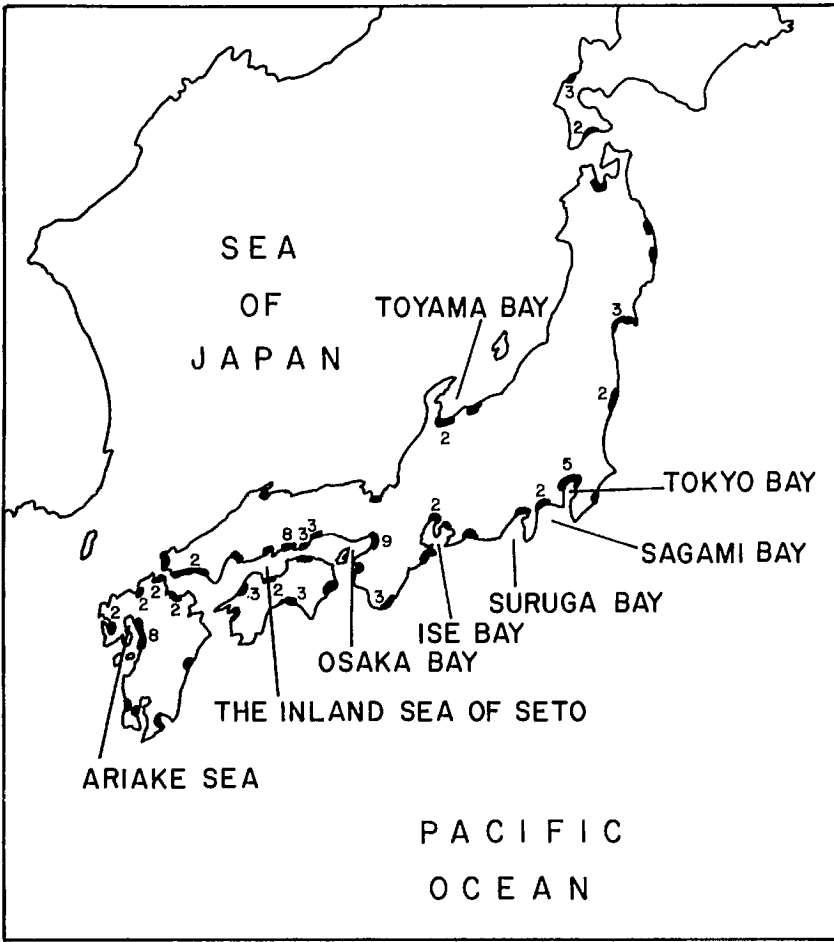 3
2
SEA
OF
JAPAN
TOYAMA BAY
3
2
2
5
TOKYO BAY
2
2
SAGAMI BAY
3
8
3
9
SURUGA BAY
2
2
2
2
3
2
3
3
2
8
ISE BAY
OSAKA BAY
THE INLAND SEA OF SETO
ARIAKE SEA
PACIFIC
OCEAN